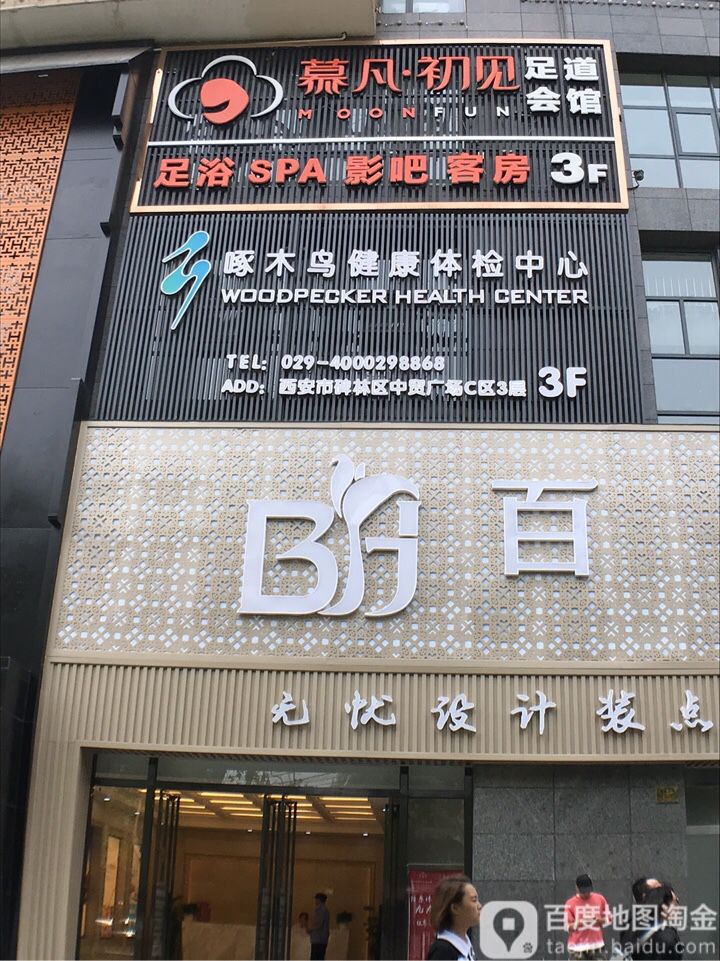 慕凡·初见 足道
MOONFUN 会馆
足浴 SPA 影吧 客房 3F
啄木鸟健康体检中心
WOODPECKER HEALTH CENTER
TEL: 029-4000298868
ADD: 西安市碑林区中贸广场C区3层 3F
BH 百
无忧设计装点
百度地图淘金
taojin.baidu.com